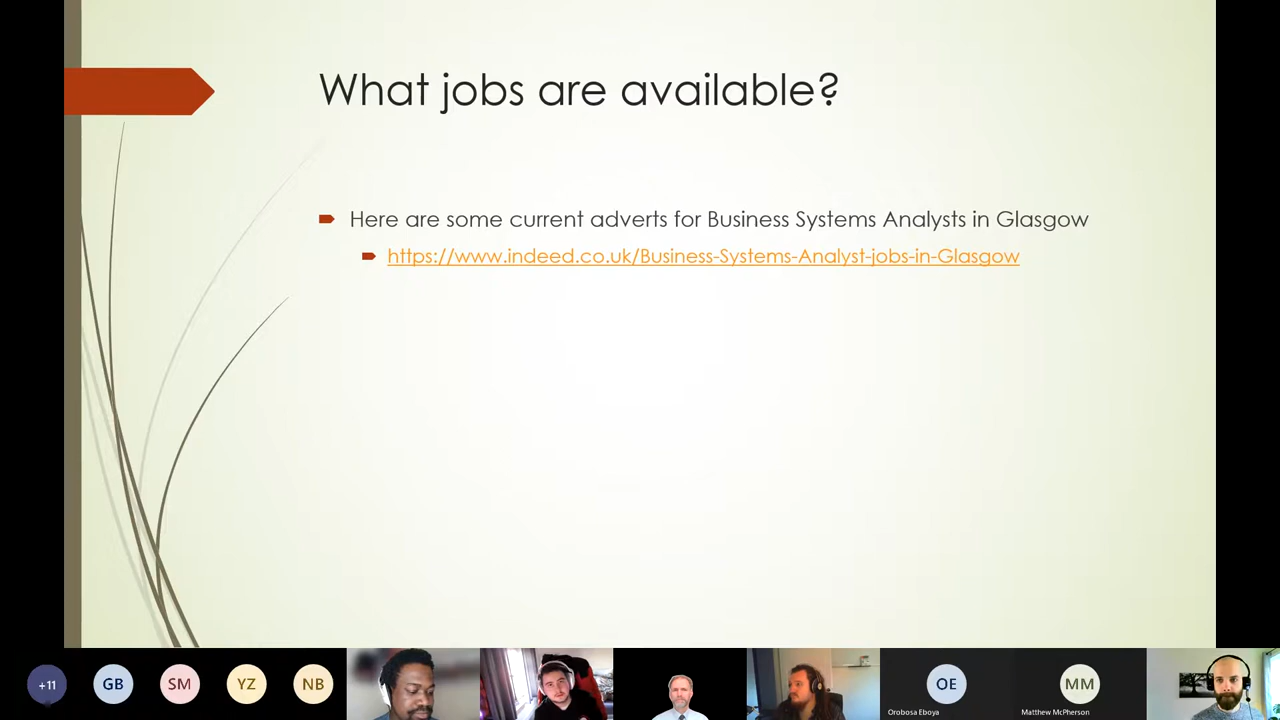 What jobs are available?
Here are some current adverts for Business Systems Analysts in Glasgow
https://www.indeed.co.uk/Business-Systems-Analyst-jobs-in-Glasgow
+11
GB
SM
YZ
NB
OE
MM
Orobosa Eboya
Matthew McPherson